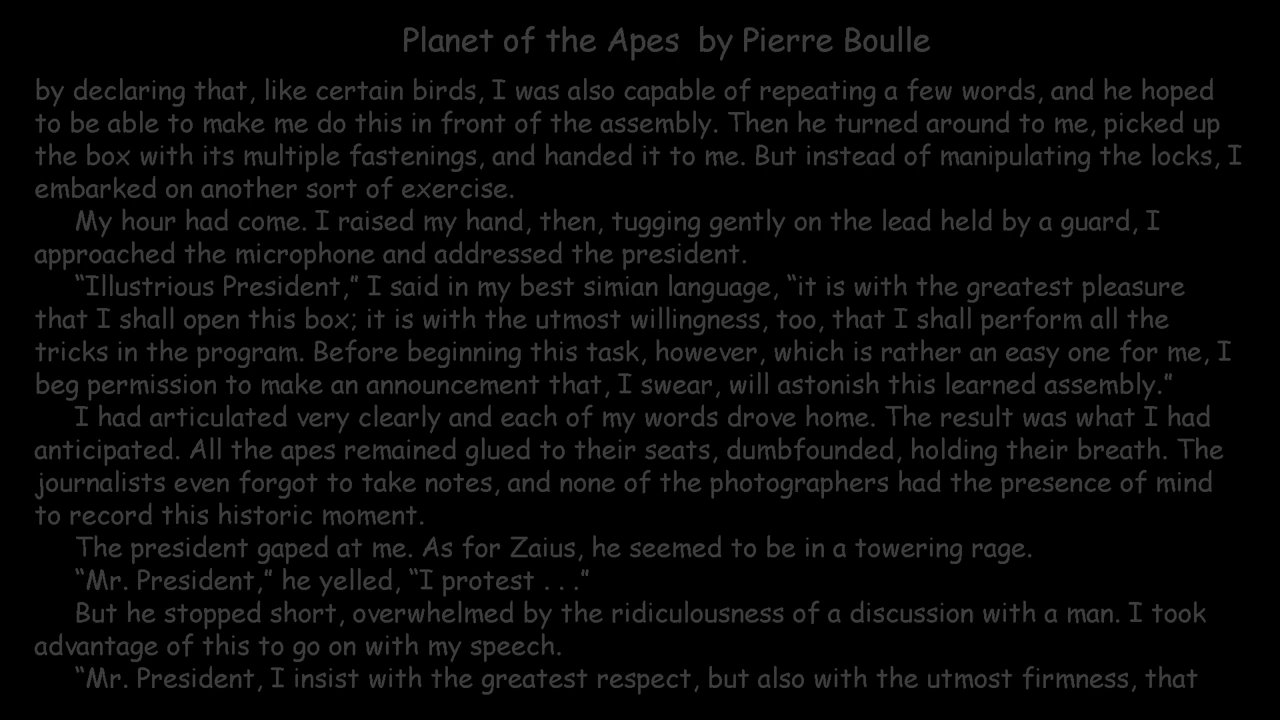 Planet of the Apes  by Pierre Boulle
by declaring that, like certain birds, I was also capable of repeating a few words, and he hoped
to be able to make me do this in front of the assembly. Then he turned around to me, picked up
the box with its multiple fastenings, and handed it to me. But instead of manipulating the locks, I
embarked on another sort of exercise.
My hour had come. I raised my hand, then, tugging gently on the lead held by a guard, I
approached the microphone and addressed the president.
“Illustrious President,” I said in my best simian language, “it is with the greatest pleasure
that I shall open this box; it is with the utmost willingness, too, that I shall perform all the
tricks in the program. Before beginning this task, however, which is rather an easy one for me, I
beg permission to make an announcement that, I swear, will astonish this learned assembly.”
I had articulated very clearly and each of my words drove home. The result was what I had
anticipated. All the apes remained glued to their seats, dumbfounded, holding their breath. The
journalists even forgot to take notes, and none of the photographers had the presence of mind
to record this historic moment.
The president gaped at me. As for Zaius, he seemed to be in a towering rage.
“Mr. President,” he yelled, “I protest . . .”
But he stopped short, overwhelmed by the ridiculousness of a discussion with a man. I took
advantage of this to go on with my speech.
“Mr. President, I insist with the greatest respect, but also with the utmost firmness, that